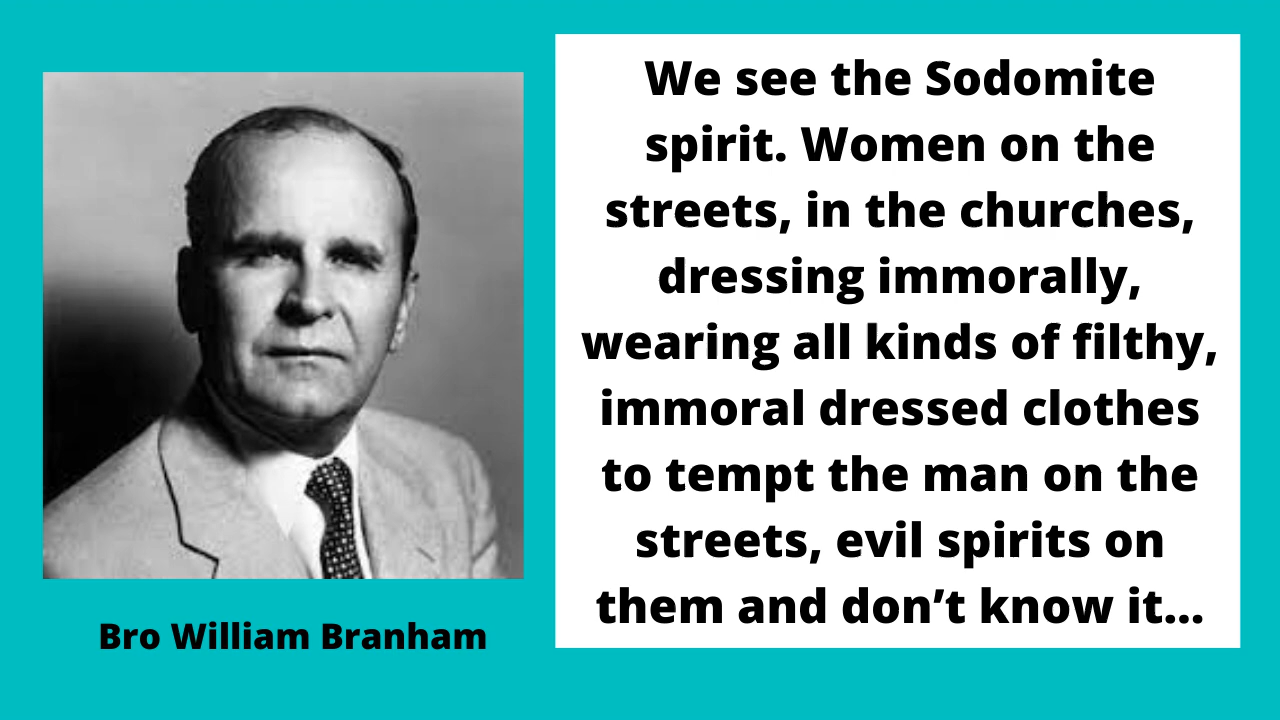 We see the Sodomite
spirit. Women on the
streets, in the churches,
dressing immorally,
wearing all kinds of filthy,
immoral dressed clothes
to tempt the man on the
streets, evil spirits on
them and don’t know it...
Bro William Branham